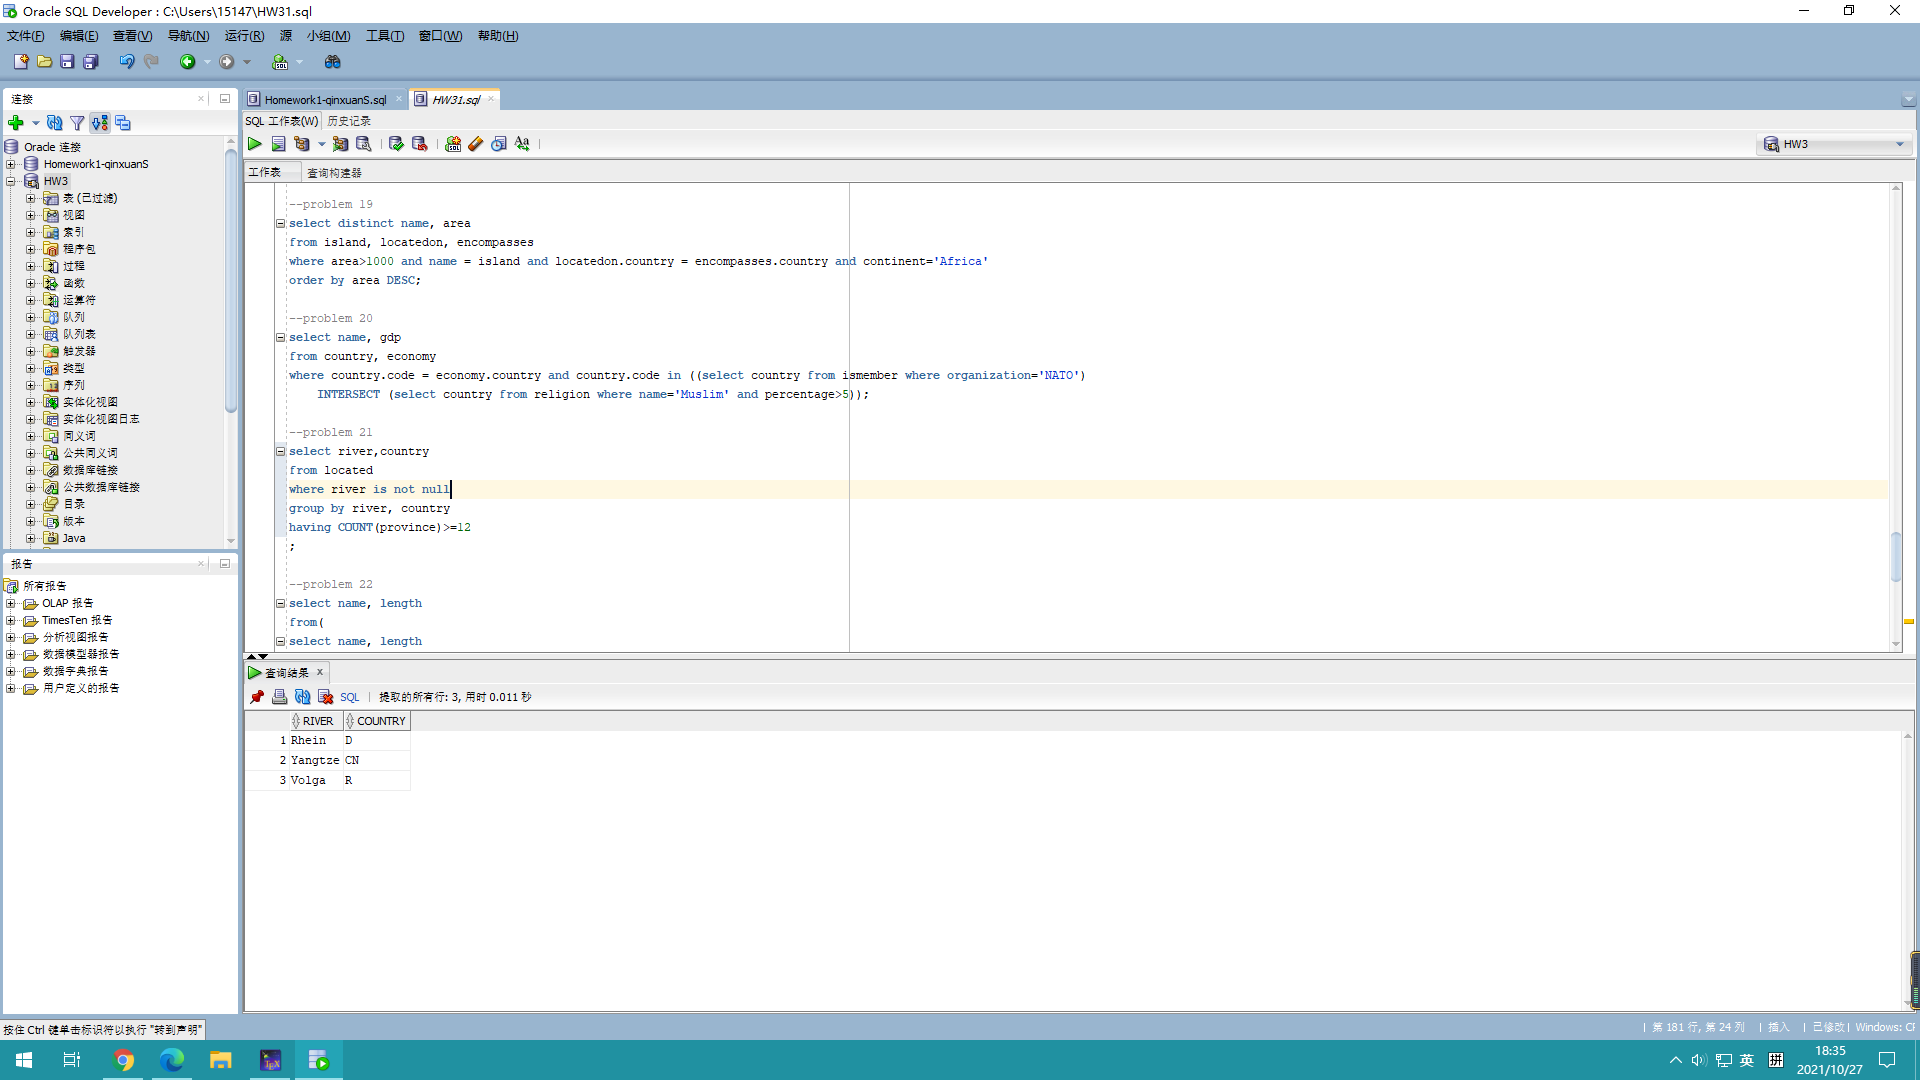 Oracle SQL Developer : C:\Users\15147\HW31.sql
文件(F) 编辑(E) 查看(V) 导航(N) 运行(R) 源 小组(M) 工具(T) 窗口(W) 帮助(H)
连接
Oracle 连接
Homework1-qinxuanS
HW3
表 (已过滤)
视图
索引
程序包
过程
函数
运算符
队列
队列表
触发器
类型
序列
实体化视图
实体化视图日志
同义词
公共同义词
数据库链接
公共数据库链接
目录
版本
Java
报告
所有报告
OLAP 报告
TimesTen 报告
分析视图报告
数据模型器报告
数据字典报告
用户定义的报告
Homework1-qinxuanS.sql
HW31.sql
SQL 工作表(W) 历史记录
HW3
工作表 查询构建器
--problem 19
select distinct name, area
from island, locatedon, encompasses
where area>1000 and name = island and locatedon.country = encompasses.country and continent='Africa'
order by area DESC;
--problem 20
select name, gdp
from country, economy
where country.code = economy.country and country.code in ((select country from ismember where organization='NATO')
INTERSECT (select country from religion where name='Muslim' and percentage>5));
--problem 21
select river,country
from located
where river is not null
group by river, country
having COUNT(province)>=12
;
--problem 22
select name, length
from(
select name, length
查询结果
SQL | 提取的所有行: 3, 用时 0.011 秒
RIVER COUNTRY
1 Rhein D
2 Yangtze CN
3 Volga R
按住 Ctrl 键单击标识符以执行 "转到声明"
| 第 181 行, 第 24 列 | 插入 | 已修改 | Windows: CF
英 拼
18:35
2021/10/27